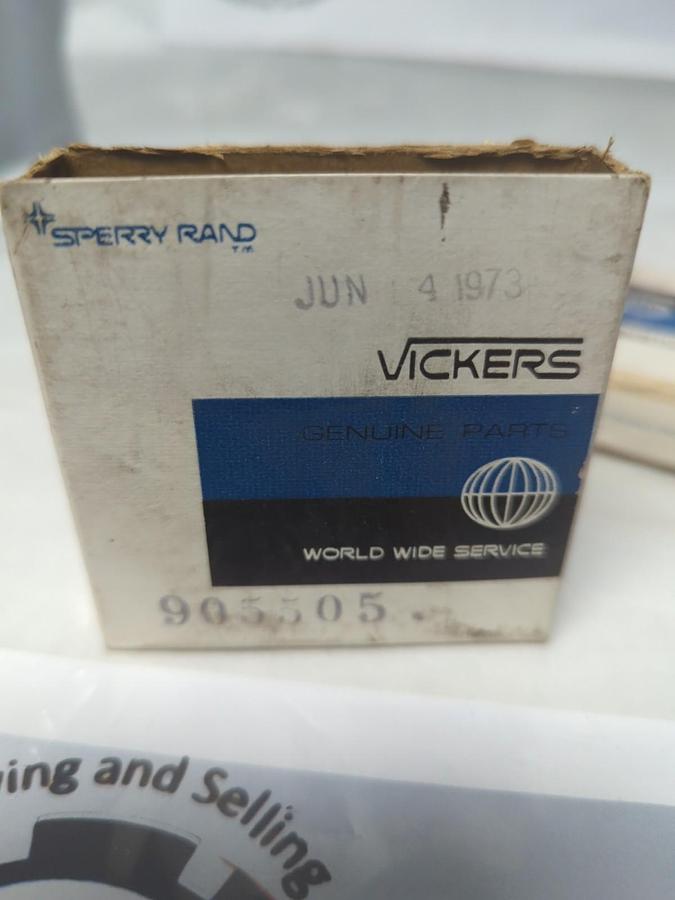 SPERRY RAND
T.M.
JUN 4 1973
VICKERS
GENUINE PARTS
WORLD WIDE SERVICE
905505.
ing and Selling